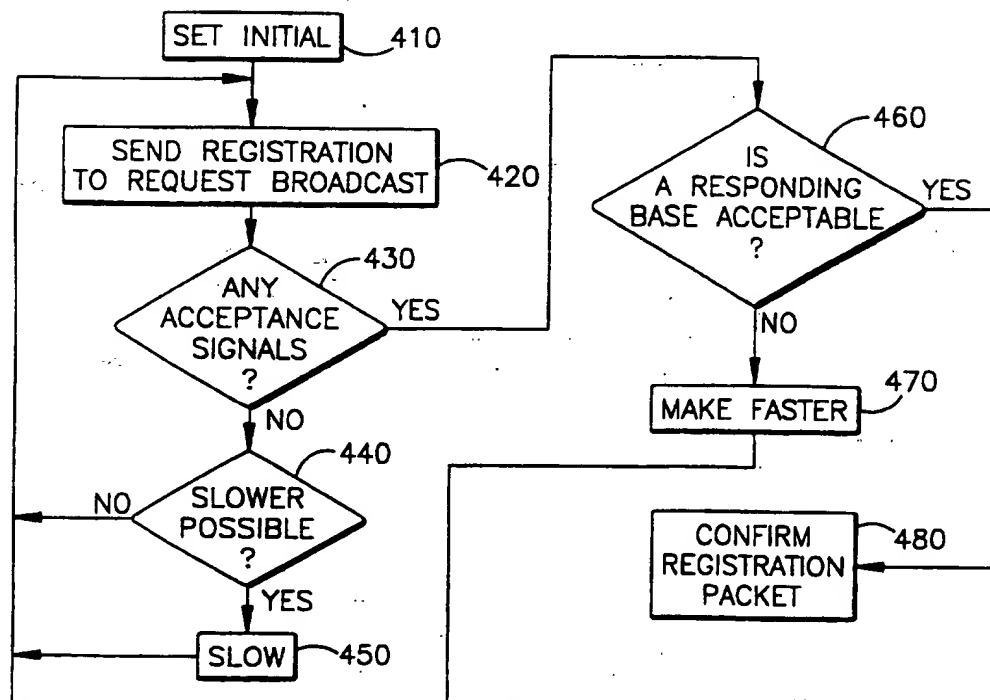 SET INITIAL
410
SEND REGISTRATION
TO REQUEST BROADCAST
420
ANY
ACCEPTANCE
SIGNALS
?
430
YES
NO
SLOWER
POSSIBLE
?
440
NO
YES
SLOW
450
IS
A RESPONDING
BASE ACCEPTABLE
?
460
YES
NO
MAKE FASTER
470
CONFIRM
REGISTRATION
PACKET
480